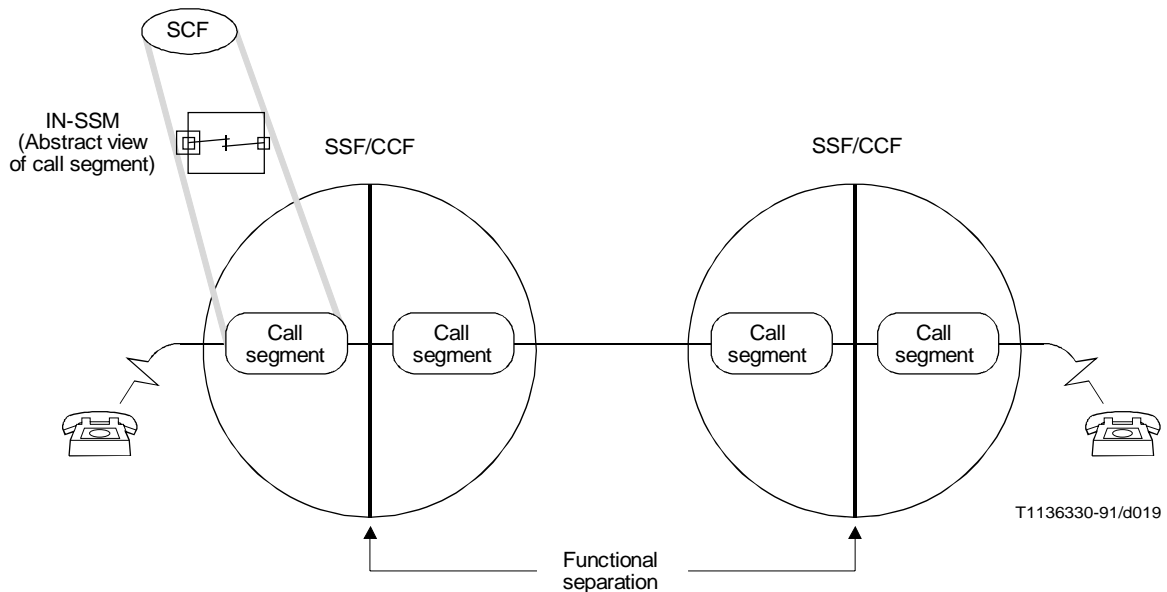 SCF
IN-SSM
(Abstract view
of call segment)
SSF/CCF
SSF/CCF
Call
segment
Call
segment
Call
segment
Call
segment
T1136330-91/d019
Functional
separation